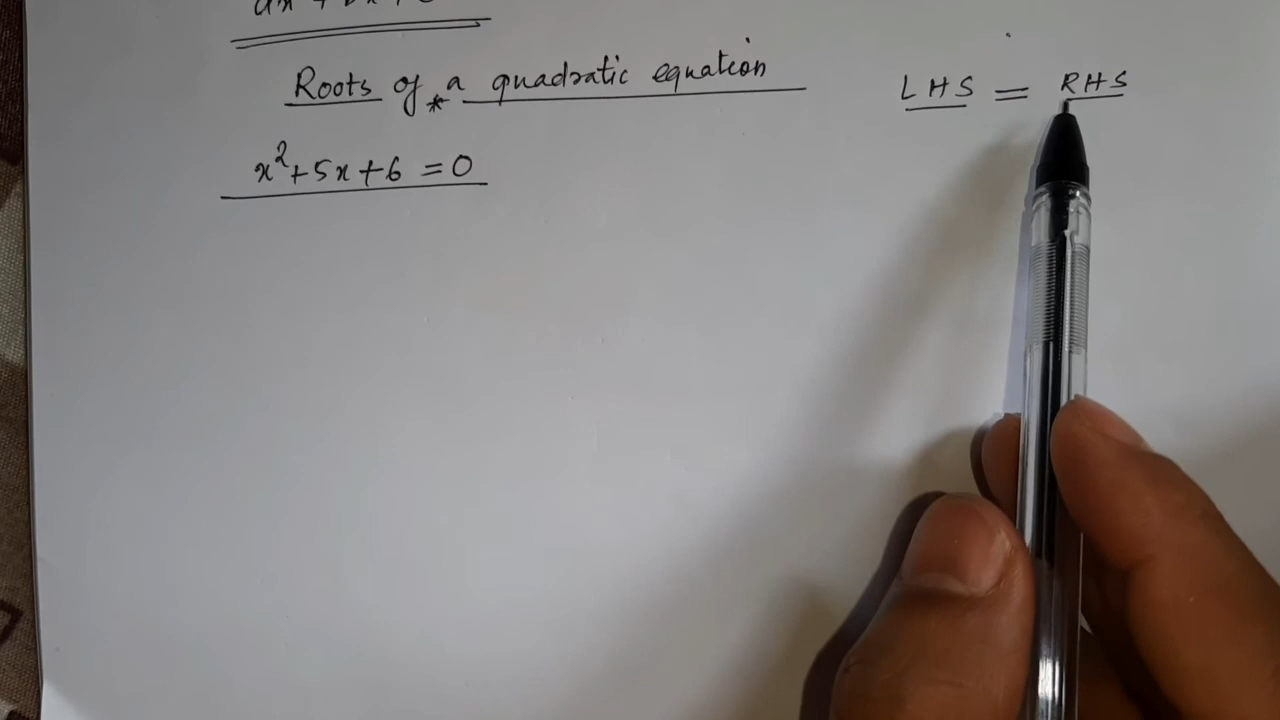 Roots of a quadratic equation
LHS = RHS
x²+5x+6 = 0